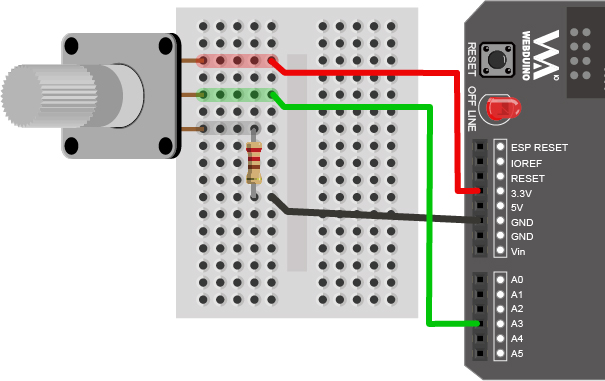 RESET
WEBDUINO
OFF LINE
ESP RESET
IOREF
RESET
3.3V
5V
GND
GND
Vin
A0
A1
A2
A3
A4
A5